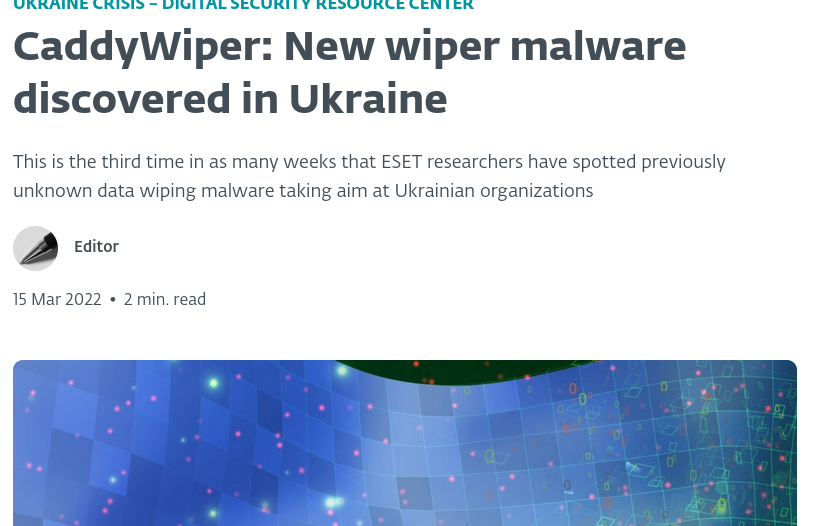 UKRAINE CRISIS – DIGITAL SECURITY RESOURCE CENTER
CaddyWiper: New wiper malware
discovered in Ukraine
This is the third time in as many weeks that ESET researchers have spotted previously
unknown data wiping malware taking aim at Ukrainian organizations
Editor
15 Mar 2022 • 2 min. read